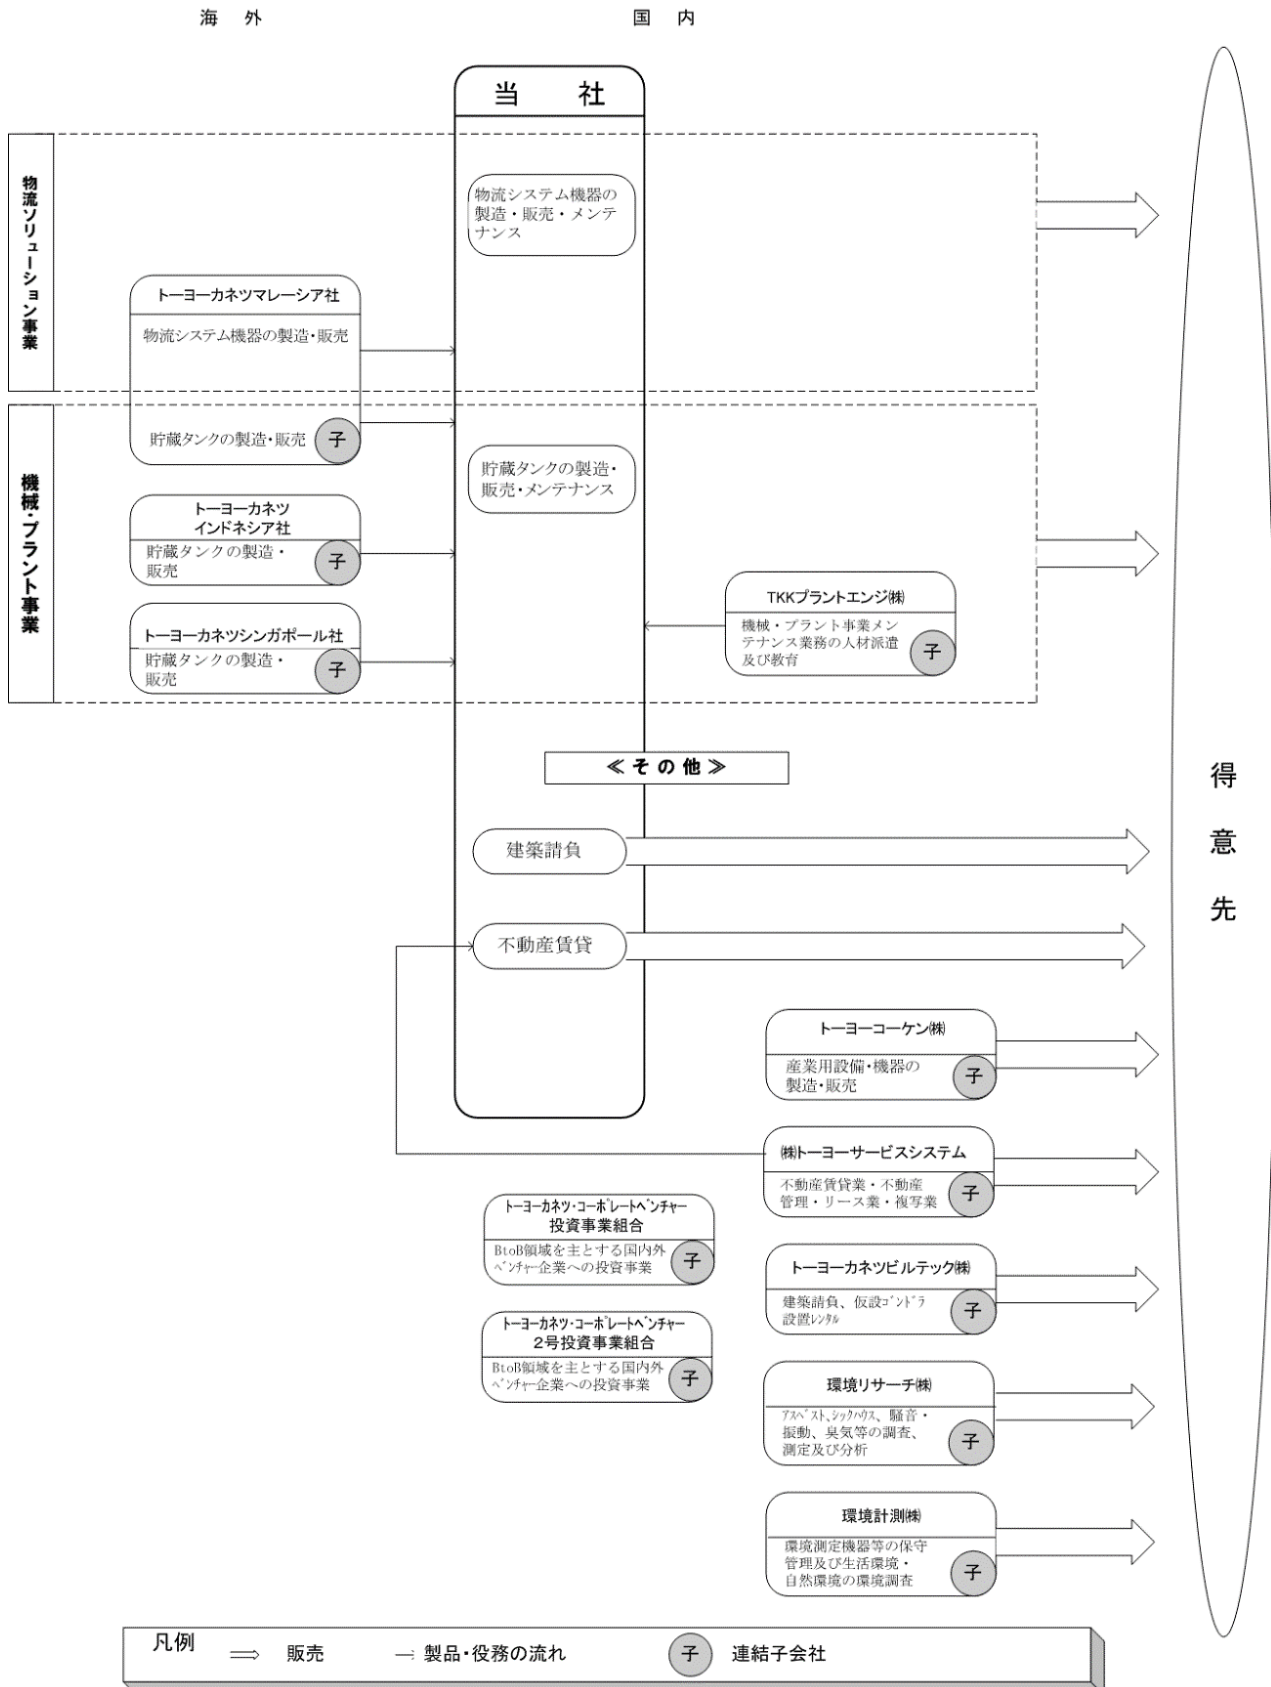 海 外
国 内
当 社
物流ソリューション事業
物流システム機器の
製造・販売・メンテ
ナンス
トーヨーカネツマレーシア社
物流システム機器の製造・販売
貯蔵タンクの製造・販売
子
機械・プラント事業
貯蔵タンクの製造・
販売・メンテナンス
トーヨーカネツ
インドネシア社
貯蔵タンクの製造・
販売
子
トーヨーカネツシンガポール社
貯蔵タンクの製造・
販売
子
TKKプラントエンジ㈱
機械・プラント事業メン
テナンス業務の人材派遣
及び教育
子
≪その他≫
建築請負
不動産賃貸
得意先
トーヨーコーケン㈱
産業用設備・機器の
製造・販売
子
㈱トーヨーサービスシステム
不動産賃貸業・不動産
管理・リース業・複写業
子
トーヨーカネツ・コーポレートベンチャー
投資事業組合
BtoB領域を主とする国内外
ベンチャー企業への投資事業
子
トーヨーカネツビルテック㈱
建築請負、仮設ゴンドラ
設置レンタル
子
トーヨーカネツ・コーポレートベンチャー
2号投資事業組合
BtoB領域を主とする国内外
ベンチャー企業への投資事業
子
環境リサーチ㈱
アスベスト、シックハウス、騒音・
振動、臭気等の調査、
測定及び分析
子
環境計測㈱
環境測定機器等の保守
管理及び生活環境・
自然環境の環境調査
子
凡例
⇒ 販売
→ 製品・役務の流れ
子 連結子会社